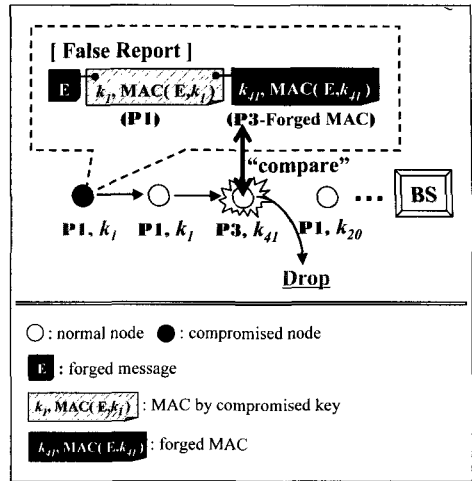 [ False Report ]
E k1, MAC( E,k1) k41, MAC( E,k41)
(P1) (P3-Forged MAC)
“compare”
... BS
P1, k1 P1, k1 P3, k41 P1, k20
Drop
: normal node : compromised node
E : forged message
k1, MAC( E,k1) : MAC by compromised key
k41, MAC( E,k41) : forged MAC